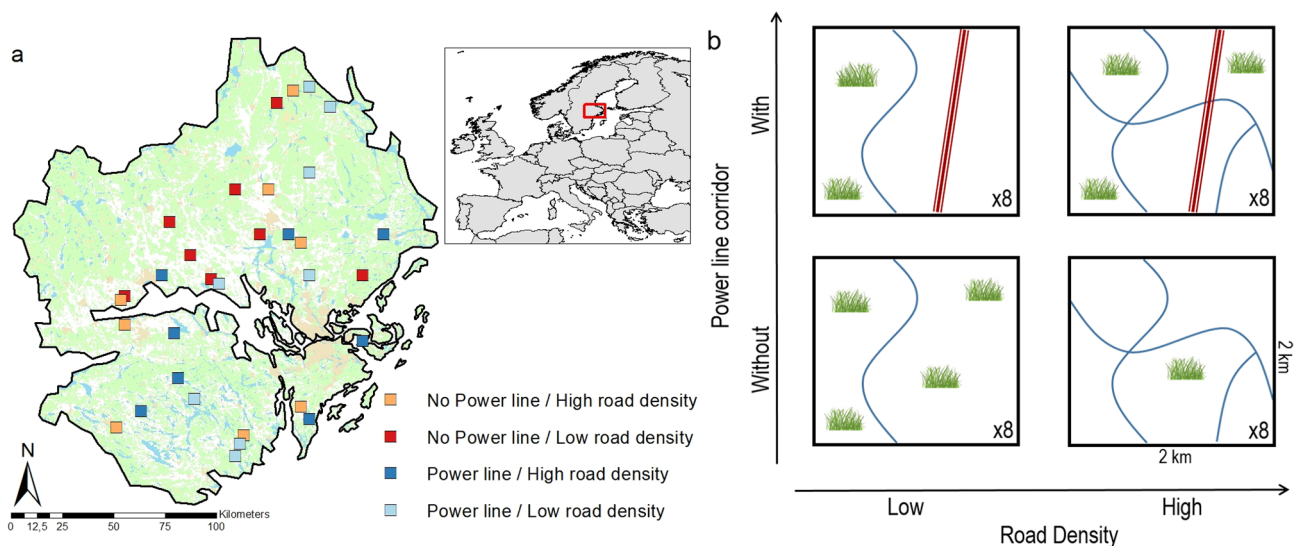 a
No Power line / High road density
No Power line / Low road density
Power line / High road density
Power line / Low road density
N
Kilometers
0 12,5 25 50 75 100
b
Power line corridor
With
Without
x8
x8
x8
x8
2 km
2 km
Low
High
Road Density